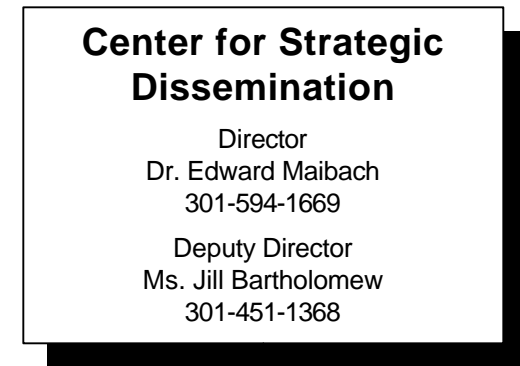 Center for Strategic
Dissemination
Director
Dr. Edward Maibach
301-594-1669
Deputy Director
Ms. Jill Bartholomew
301-451-1368